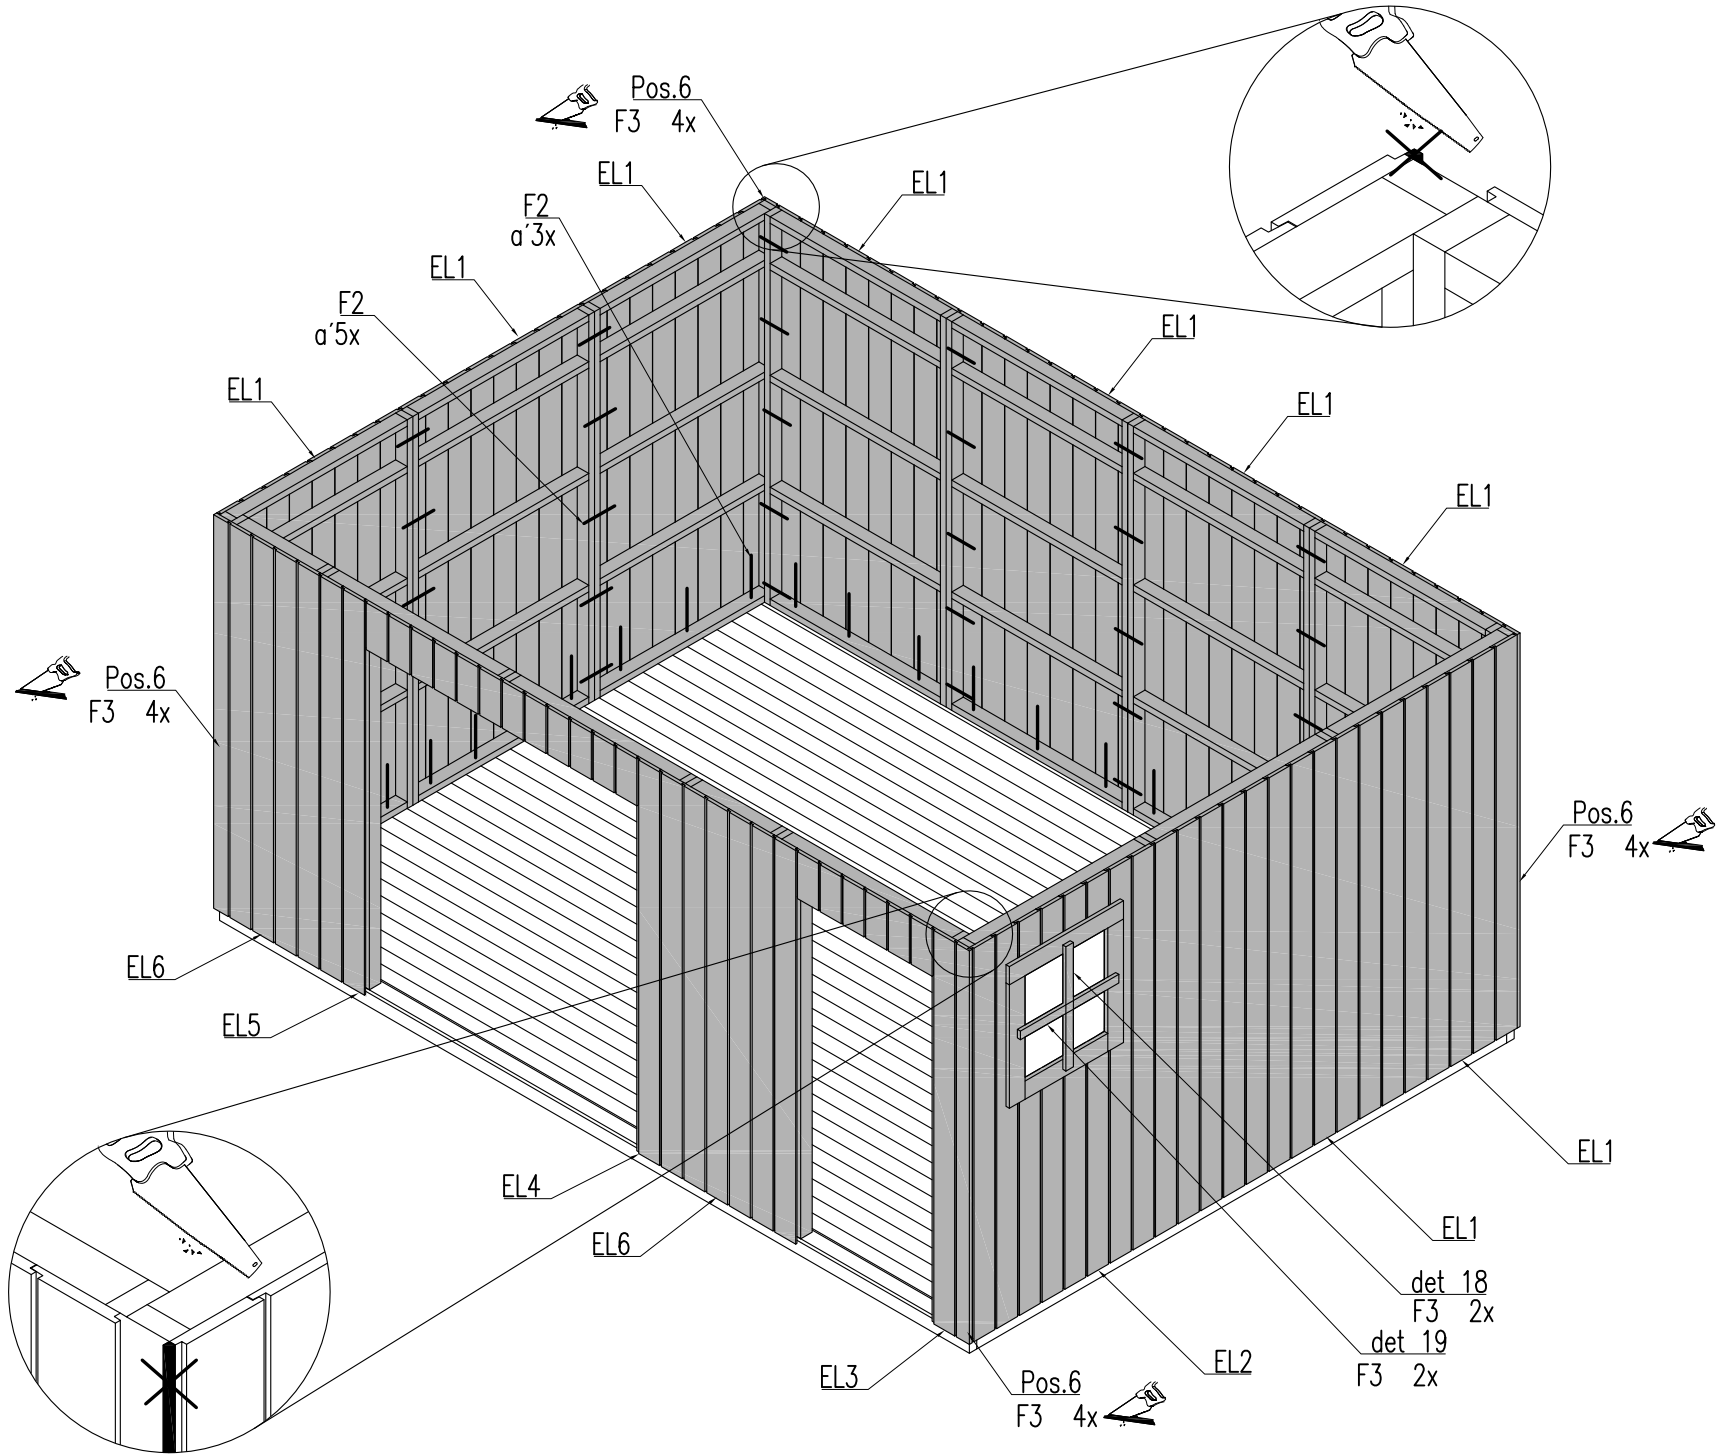 Pos.6
F3 4x
EL1
EL1
F2
a'3x
EL1
F2
a'5x
EL1
EL1
EL1
EL1
Pos.6
F3 4x
Pos.6
F3 4x
EL6
EL5
EL4
EL6
EL1
EL1
det 18
F3 2x
det 19
F3 2x
EL2
EL3
Pos.6
F3 4x